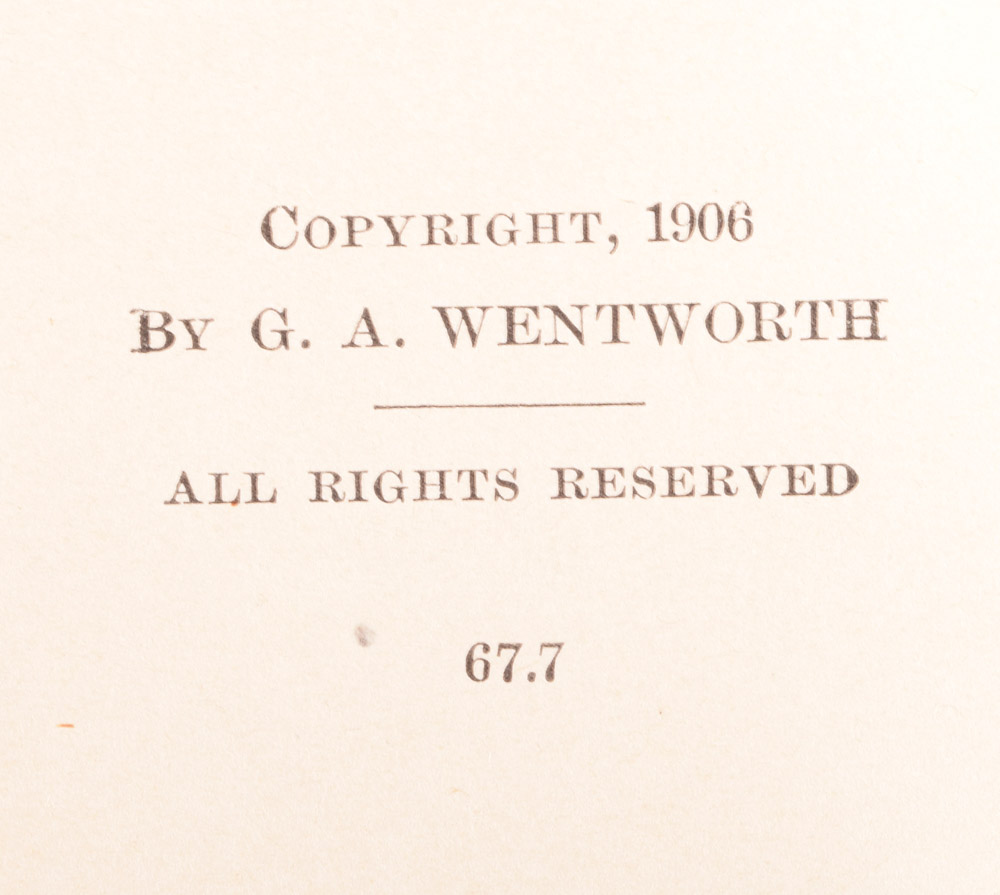 Copyright, 1906
By G. A. WENTWORTH
ALL RIGHTS RESERVED
67.7